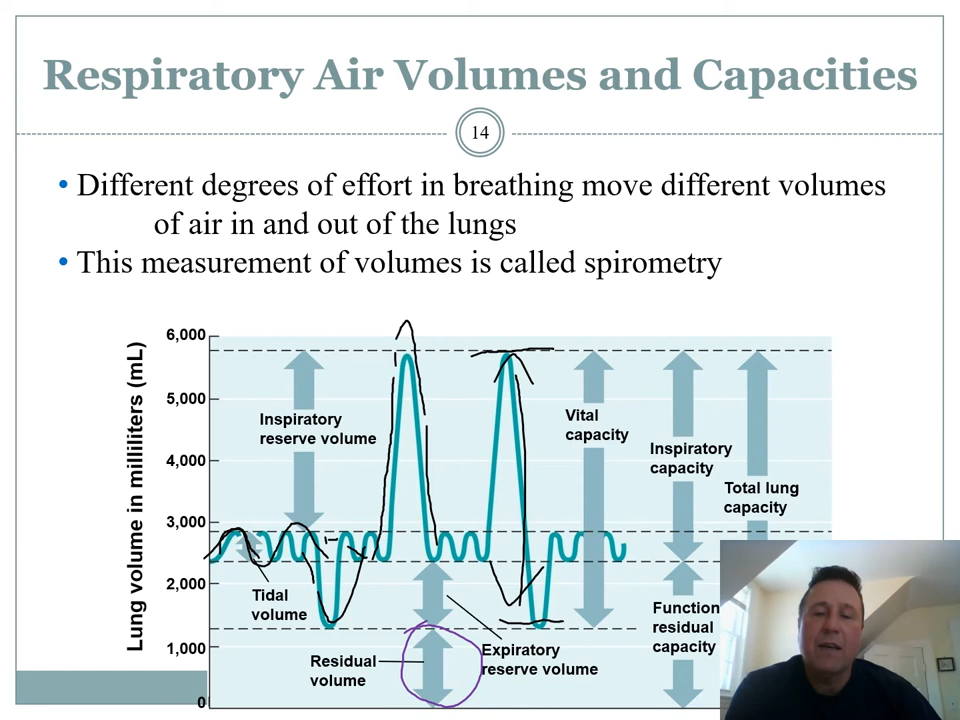 Respiratory Air Volumes and Capacities
14
• Different degrees of effort in breathing move different volumes
of air in and out of the lungs
• This measurement of volumes is called spirometry
Lung volume in milliliters (mL)
6,000
5,000
4,000
3,000
2,000
1,000
0
Inspiratory
reserve volume
Tidal
volume
Residual
volume
Expiratory
reserve volume
Vital
capacity
Inspiratory
capacity
Total lung
capacity
Function
residual
capacity